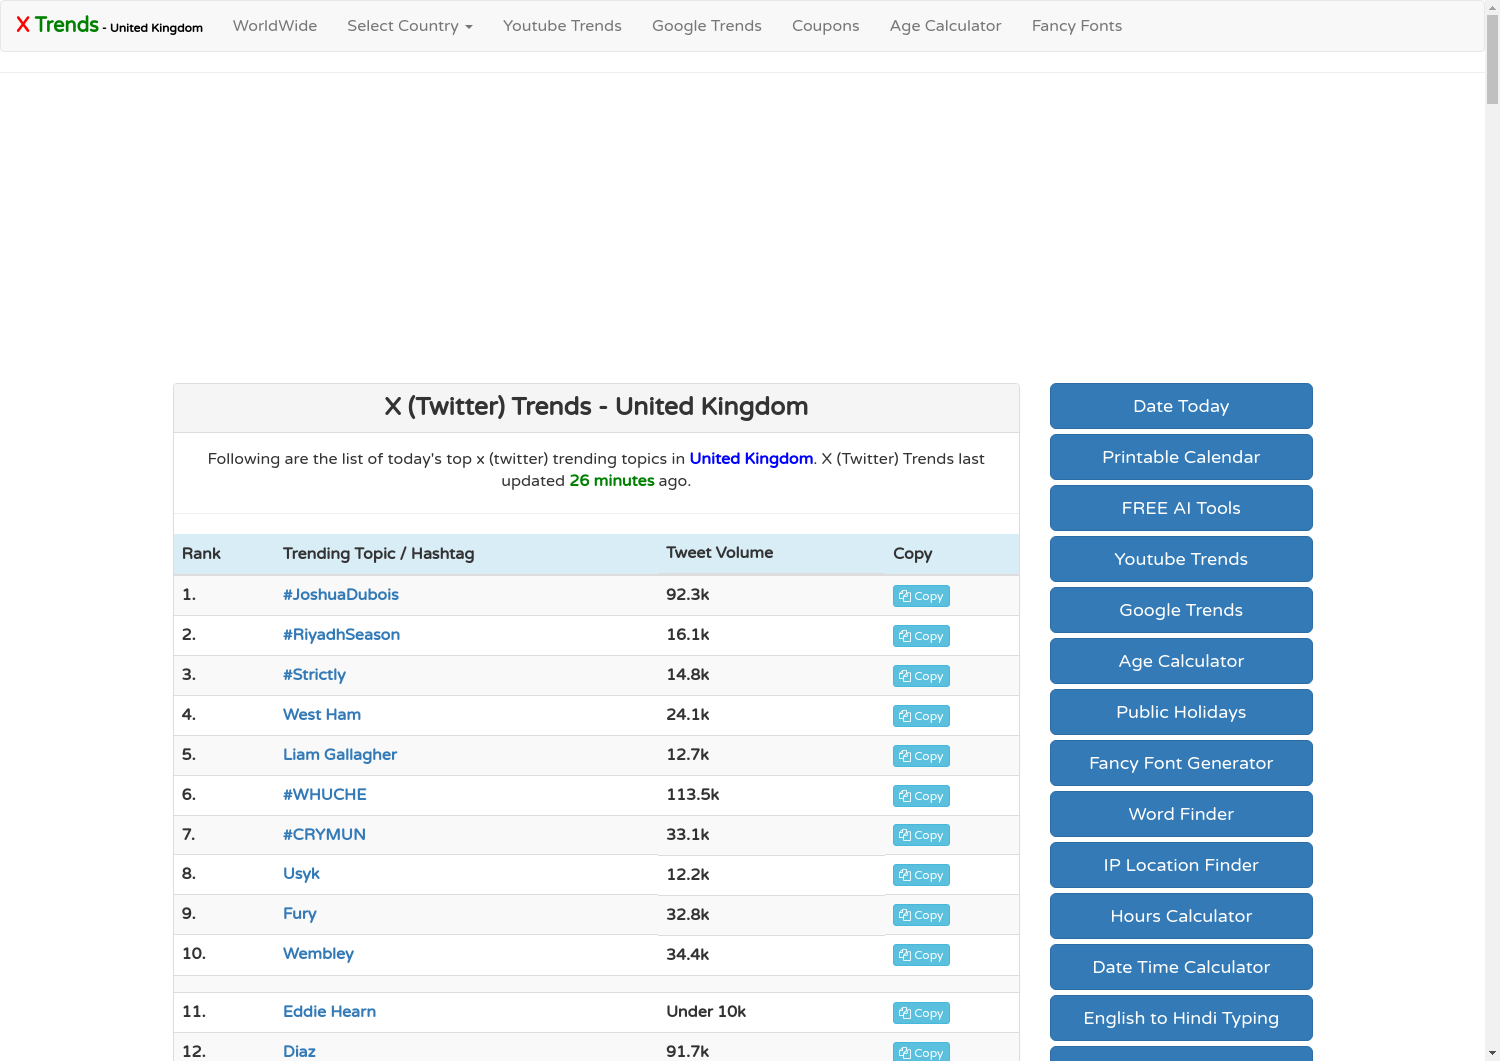 X Trends - United Kingdom WorldWide Select Country Youtube Trends Google Trends Coupons Age Calculator Fancy Fonts
X (Twitter) Trends - United Kingdom
Following are the list of today's top x (twitter) trending topics in United Kingdom. X (Twitter) Trends last
updated 26 minutes ago.
Rank Trending Topic / Hashtag Tweet Volume Copy
1. #JoshuaDubois 92.3k Copy
2. #RiyadhSeason 16.1k Copy
3. #Strictly 14.8k Copy
4. West Ham 24.1k Copy
5. Liam Gallagher 12.7k Copy
6. #WHUCHE 113.5k Copy
7. #CRYMUN 33.1k Copy
8. Usyk 12.2k Copy
9. Fury 32.8k Copy
10. Wembley 34.4k Copy
11. Eddie Hearn Under 10k Copy
12. Diaz 91.7k Copy
Date Today
Printable Calendar
FREE AI Tools
Youtube Trends
Google Trends
Age Calculator
Public Holidays
Fancy Font Generator
Word Finder
IP Location Finder
Hours Calculator
Date Time Calculator
English to Hindi Typing